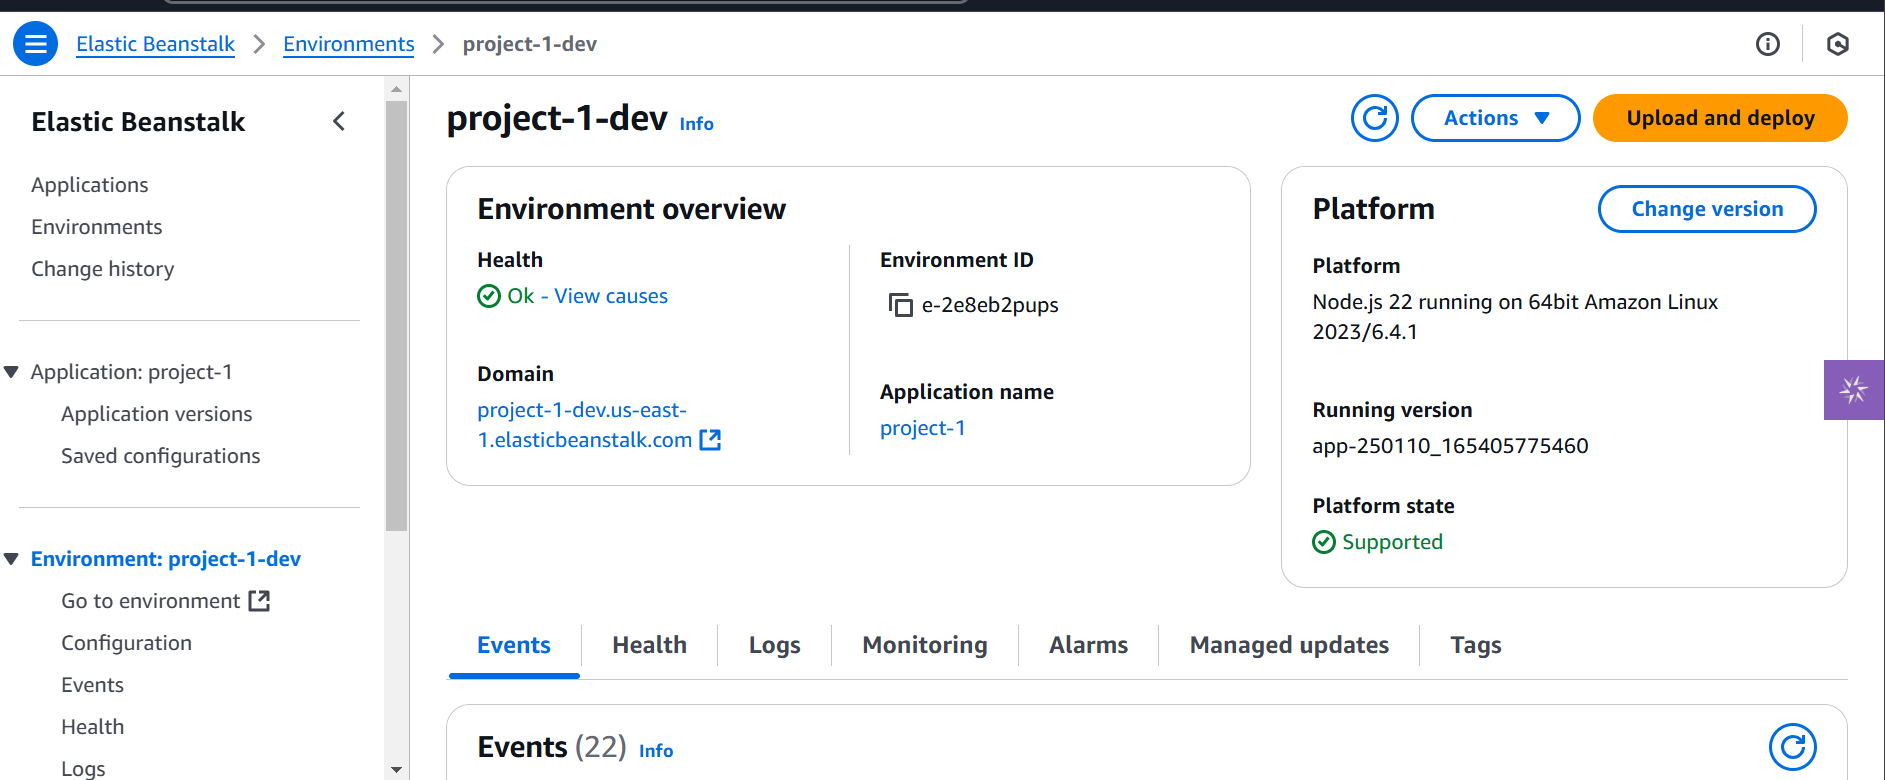 Elastic Beanstalk > Environments > project-1-dev
Elastic Beanstalk
Applications
Environments
Change history
Application: project-1
Application versions
Saved configurations
Environment: project-1-dev
Go to environment
Configuration
Events
Health
Logs
project-1-dev Info
Actions
Upload and deploy
Environment overview
Health
Ok - View causes
Domain
project-1-dev.us-east-
1.elasticbeanstalk.com
Environment ID
e-2e8eb2pups
Application name
project-1
Platform
Change version
Platform
Node.js 22 running on 64bit Amazon Linux
2023/6.4.1
Running version
app-250110_165405775460
Platform state
Supported
Events
Health
Logs
Monitoring
Alarms
Managed updates
Tags
Events (22) Info